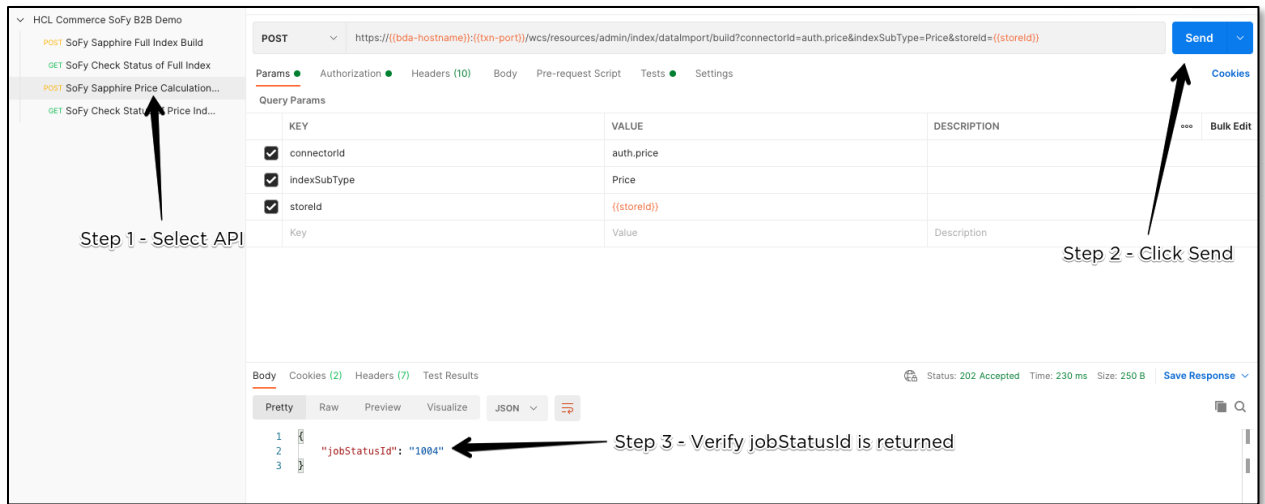 HCL Commerce SoFy B2B Demo
POST SoFy Sapphire Full Index Build
GET SoFy Check Status of Full Index
POST SoFy Sapphire Price Calculation...
GET SoFy Check Status of Price Ind...
POST https://{{bda-hostname}}:{{txn-port}}/wcs/resources/admin/index/dataImport/build?connectorId=auth.price&indexSubType=Price&storeId={{storeId}} Send
Params Authorization Headers (10) Body Pre-request Script Tests Settings Cookies
Query Params
KEY VALUE DESCRIPTION ooo Bulk Edit
connectorId auth.price
indexSubType Price
storeId {{storeId}}
Key Value Description
Step 1 - Select API
Step 2 - Click Send
Body Cookies (2) Headers (7) Test Results Status: 202 Accepted Time: 230 ms Size: 250 B Save Response
Pretty Raw Preview Visualize JSON
1 {
2 "jobStatusId": "1004"
3 }
Step 3 - Verify jobStatusId is returned